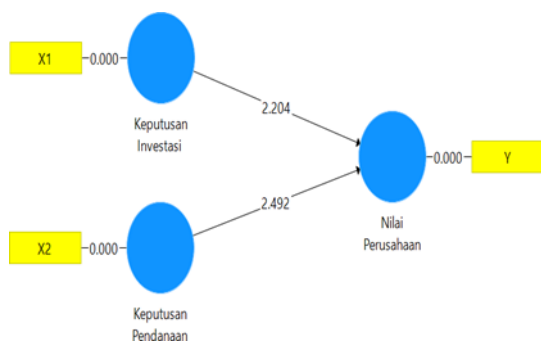 X1
0.000
Keputusan
Investasi
2.204
X2
0.000
Keputusan
Pendanaan
2.492
Nilai
Perusahaan
0.000
Y